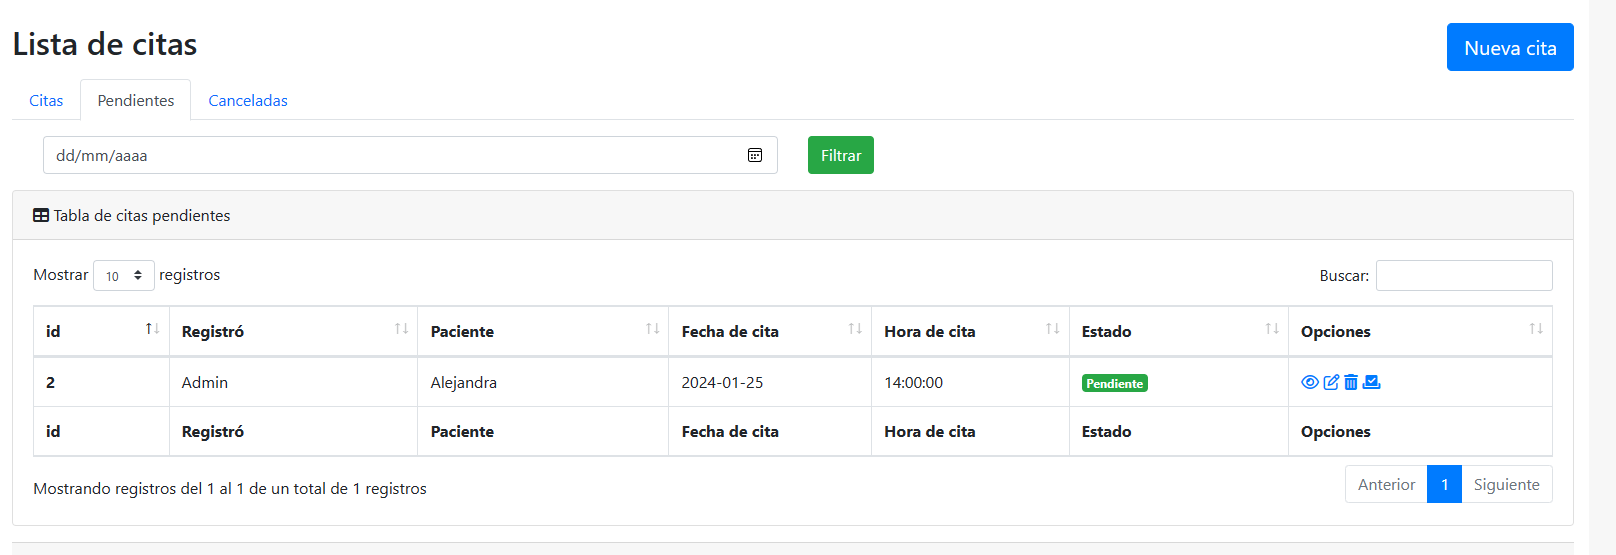 Lista de citas
Nueva cita
Citas Pendientes Canceladas
dd/mm/aaaa Filtrar
Tabla de citas pendientes
Mostrar 10 registros Buscar:
id Registró Paciente Fecha de cita Hora de cita Estado Opciones
2 Admin Alejandra 2024-01-25 14:00:00 Pendiente
id Registró Paciente Fecha de cita Hora de cita Estado Opciones
Mostrando registros del 1 al 1 de un total de 1 registros
Anterior 1 Siguiente